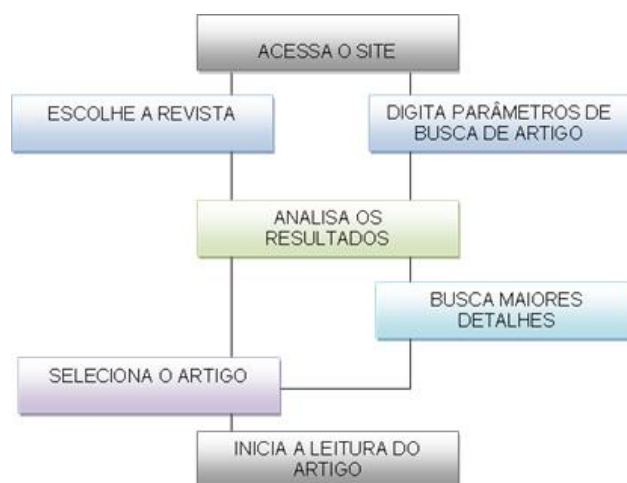 ACESSA O SITE
ESCOLHE A REVISTA
DIGITA PARÂMETROS DE
BUSCA DE ARTIGO
ANALISA OS
RESULTADOS
BUSCA MAIORES
DETALHES
SELECIONA O ARTIGO
INICIA A LEITURA DO
ARTIGO